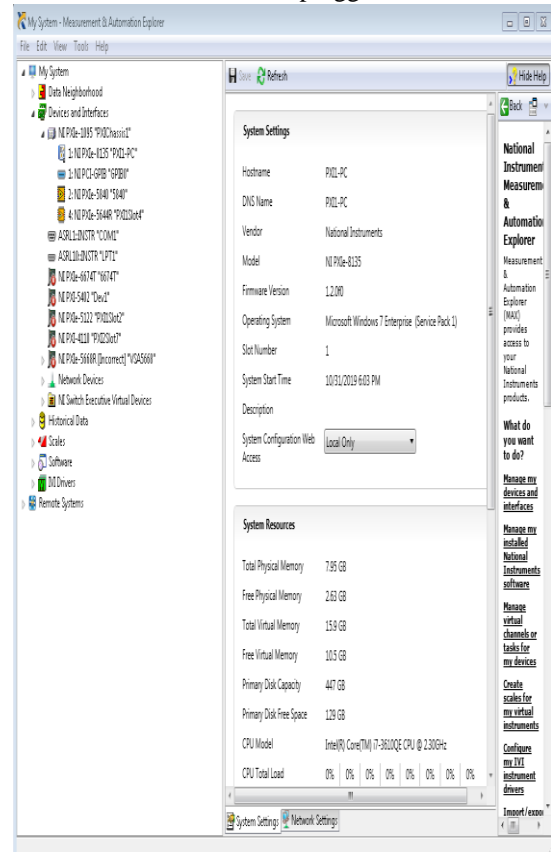 My System - Measurement & Automation Explorer
File Edit View Tools Help
My System
Data Neighborhood
Devices and Interfaces
NI PXIe-1095 "PXIChassis1"
1: NI PXIe-8135 "PXI1-PC"
1: NI PCI-GPIB "GPIB0"
2: NI PXIe-5840 "5840"
4: NI PXIe-5644R "PXI1Slot4"
ASRL1::INSTR "COM1"
ASRL10::INSTR "LPT1"
NI PXIe-6674T "6674T"
NI PXI-5402 "Dev1"
NI PXIe-5122 "PXI1Slot2"
NI PXI-4110 "PXI2Slot7"
NI PXIe-5668R [Incorrect] "VSA5668"
Network Devices
NI Switch Executive Virtual Devices
Historical Data
Scales
Software
IVI Drivers
Remote Systems
Save Refresh
System Settings
Hostname PXI1-PC
DNS Name PXI1-PC
Vendor National Instruments
Model NI PXIe-8135
Firmware Version 1.2.0f0
Operating System Microsoft Windows 7 Enterprise (Service Pack 1)
Slot Number 1
System Start Time 10/31/2019 6:03 PM
Description
System Configuration Web Access Local Only
System Resources
Total Physical Memory 7.95 GB
Free Physical Memory 2.63 GB
Total Virtual Memory 15.9 GB
Free Virtual Memory 10.5 GB
Primary Disk Capacity 447 GB
Primary Disk Free Space 129 GB
CPU Model Intel(R) Core(TM) i7-3610QE CPU @ 2.30GHz
CPU Total Load 0% 0% 0% 0% 0% 0% 0% 0%
System Settings Network Settings
Hide Help
Back
National
Instrument
Measurem
&
Automatio
Explorer
Measurement
&
Automation
Explorer
(MAX)
provides
access to
your
National
Instruments
products.
What do
you want
to do?
Manage my
devices and
interfaces
Manage my
installed
National
Instruments
software
Manage
virtual
channels or
tasks for
my devices
Create
scales for
my virtual
instruments
Configure
my IVI
instrument
drivers
Import/expor